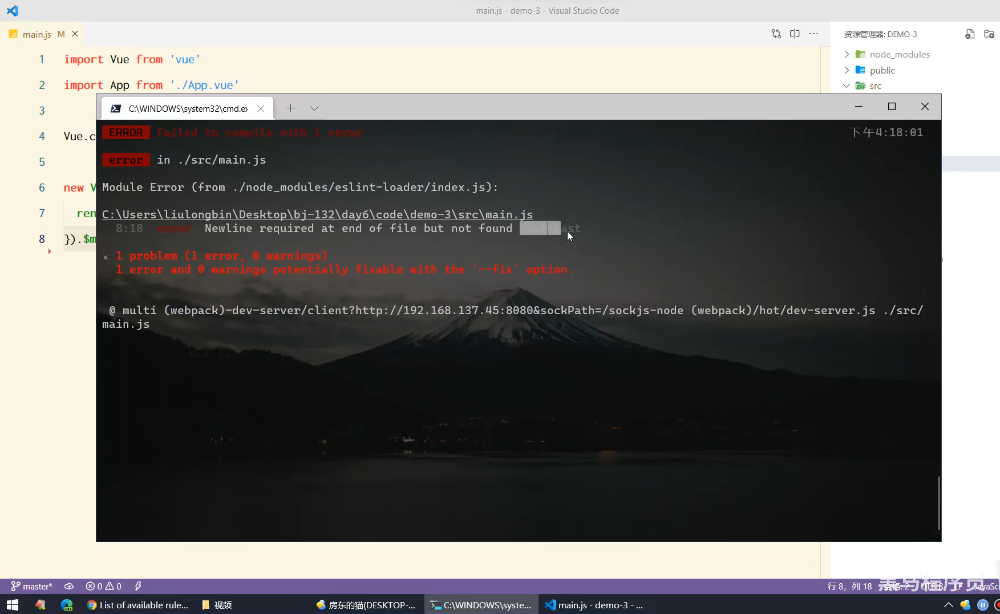 main.js - demo-3 - Visual Studio Code
main.js M
资源管理器: DEMO-3
1 import Vue from 'vue'
2 import App from './App.vue'
3
4 Vue.c
5
6 new V
7 ren
8 }).$m
node_modules
public
src
C:\WINDOWS\system32\cmd.ex
ERROR Failed to compile with 1 error 下午4:18:01
error in ./src/main.js
Module Error (from ./node_modules/eslint-loader/index.js):
C:\Users\liulongbin\Desktop\bj-132\day6\code\demo-3\src\main.js
8:18 error Newline required at end of file but not found
× 1 problem (1 error, 0 warnings)
1 error and 0 warnings potentially fixable with the `--fix` option.
@ multi (webpack)-dev-server/client?http://192.168.137.45:8080&sockPath=/sockjs-node (webpack)/hot/dev-server.js ./src/
main.js
master* 0 0
行 8，列 18 空格: 2 UTF-8 LF JavaSc
黑马程序员
List of available rule...
视频
房东的猫(DESKTOP-...
C:\WINDOWS\syste...
main.js - demo-3 - ...